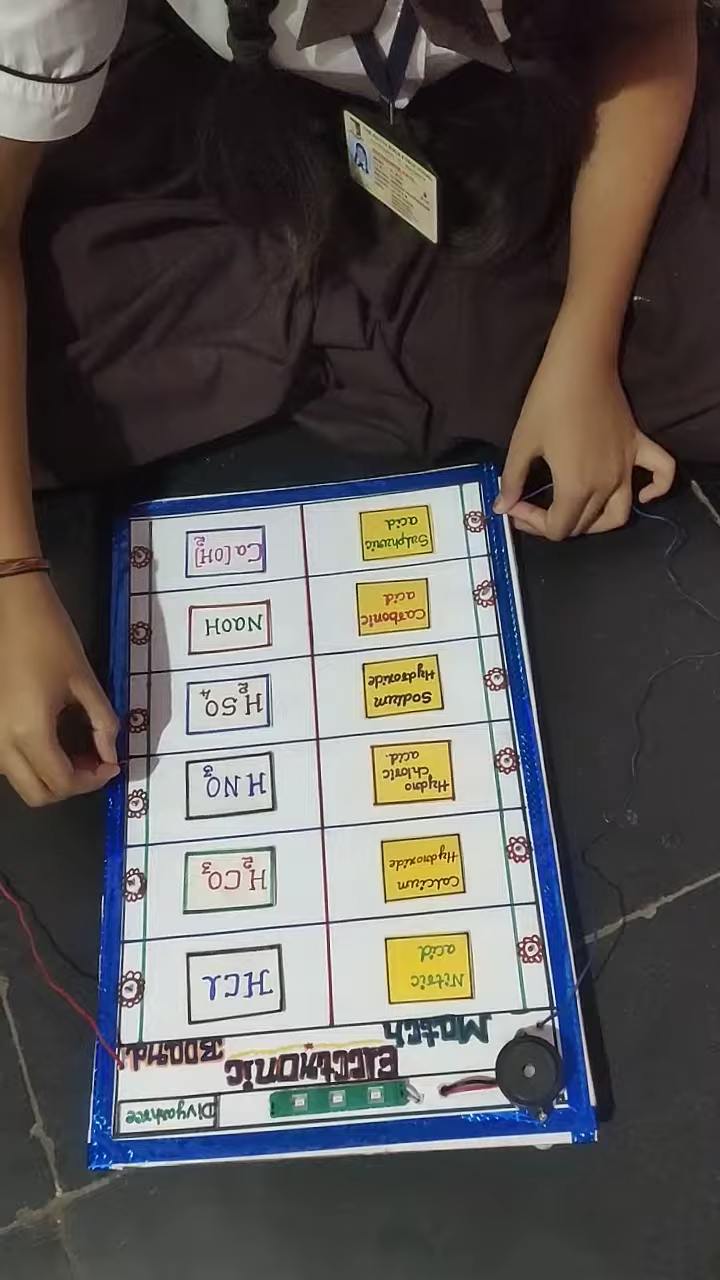 Divyashree
Electronic
Match Board
Nitric
acid
HCl
Calcium
Hydroxide
H₂CO₃
Hydro
chloric
acid
HNO₃
Sodium
Hydroxide
H₂SO₄
Carbonic
acid
NaOH
Sulphuric
acid
Ca[OH]₂